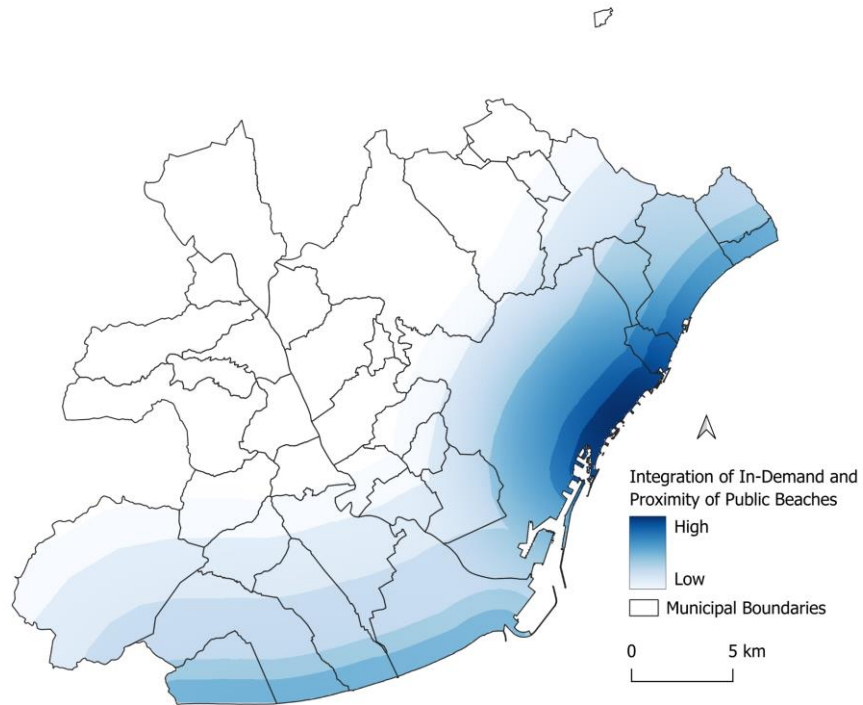 Integration of In-Demand and
Proximity of Public Beaches
High
Low
Municipal Boundaries
0 5 km